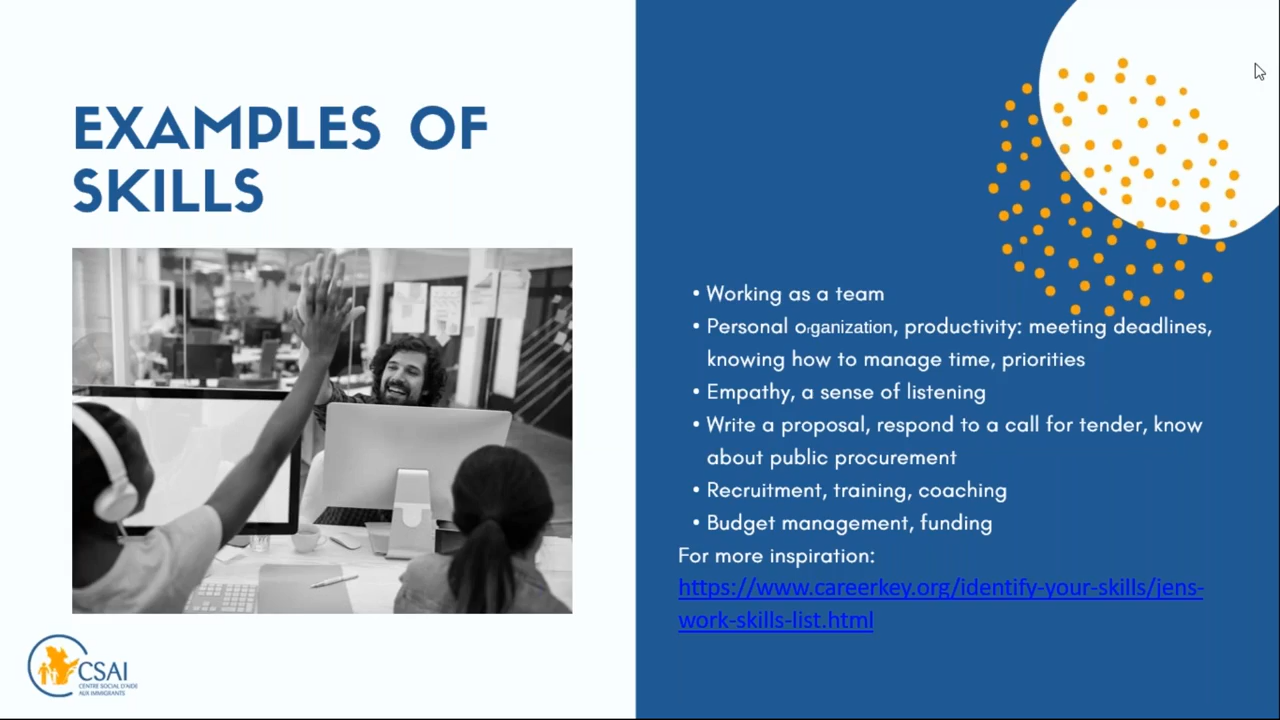 EXAMPLES OF
SKILLS
• Working as a team
• Personal organization, productivity: meeting deadlines,
knowing how to manage time, priorities
• Empathy, a sense of listening
• Write a proposal, respond to a call for tender, know
about public procurement
• Recruitment, training, coaching
• Budget management, funding
For more inspiration:
https://www.careerkey.org/identify-your-skills/jens-
work-skills-list.html
CSAI
CENTRE SOCIAL D'AIDE
AUX IMMIGRANTS